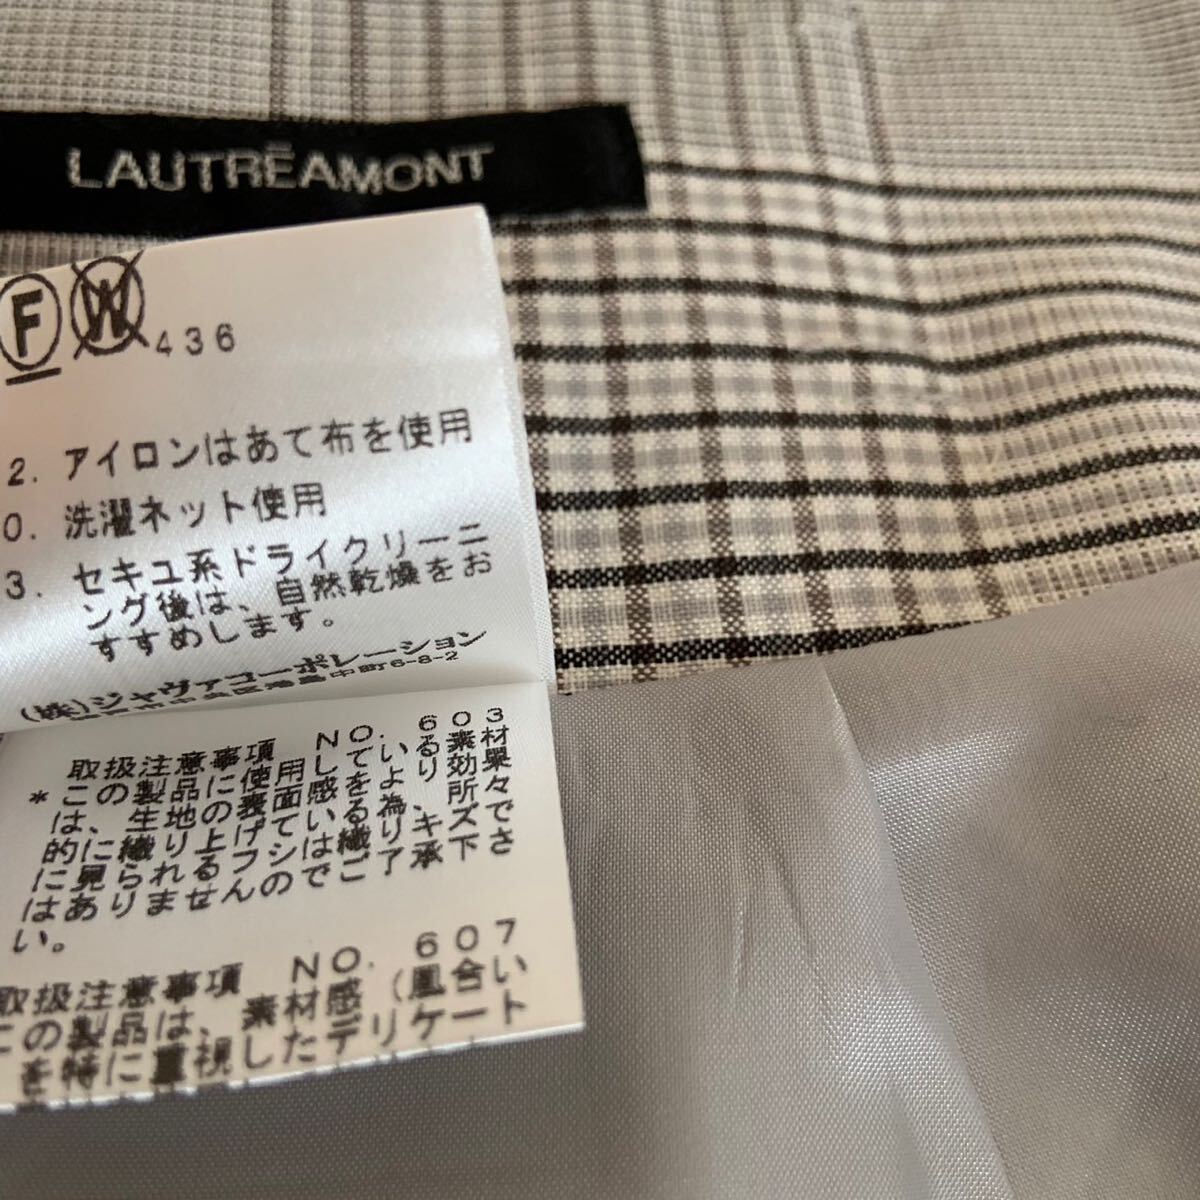 LAUTRÉAMONT
F W 436
2. アイロンはあて布を使用
0. 洗濯ネット使用
3. セキユ系ドライクリーニ
ング後は、自然乾燥をお
すすめします。
(株)ジャヴァコーポレーション
港島中町6-8-2
取扱注意事項 NO. 603
*この製品に使用している素材
は、生地の表面感をより効果
的に織り上げている為、所々
に見られるフシは織りキズで
はありませんのでご了承下さ
い。
取扱注意事項 NO. 607
この製品は、素材感(風合い
を特に重視したデリケート